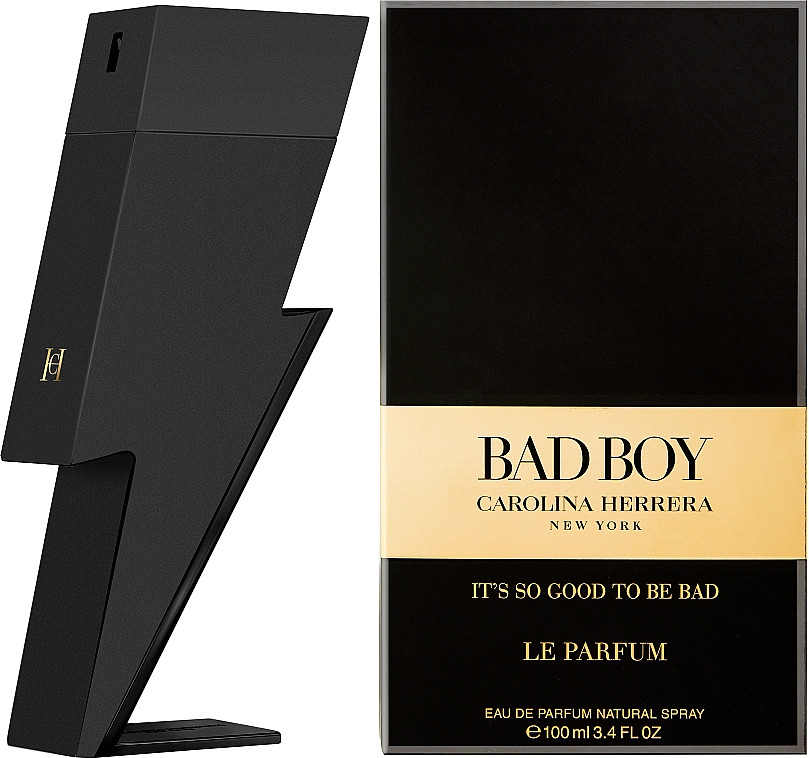 CH
BAD BOY
CAROLINA HERRERA
NEW YORK
IT'S SO GOOD TO BE BAD
LE PARFUM
EAU DE PARFUM NATURAL SPRAY
℮100 ml 3.4 FL OZ